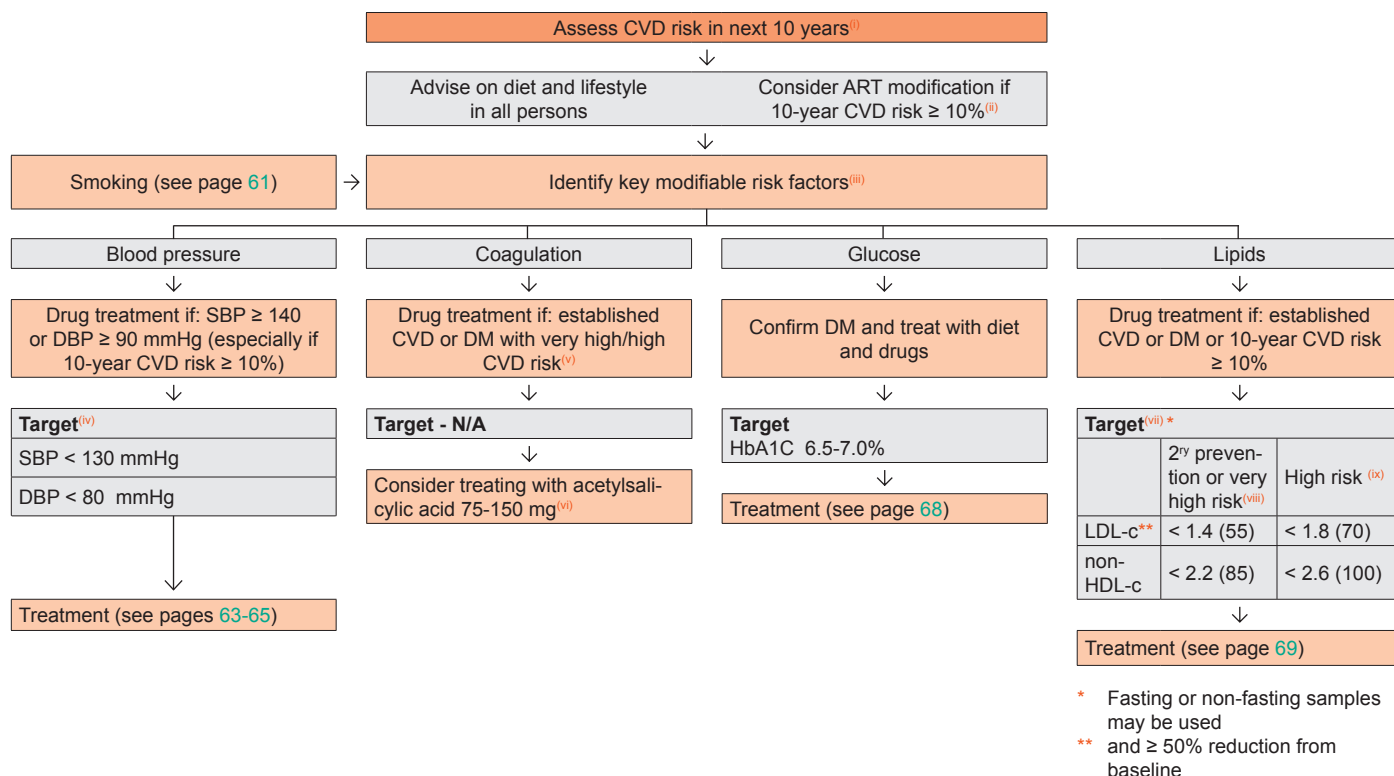 Assess CVD risk in next 10 years(i)
Advise on diet and lifestyle
in all persons
Consider ART modification if
10-year CVD risk ≥ 10%(ii)
Smoking (see page 61)
Identify key modifiable risk factors(iii)
Blood pressure
Drug treatment if: SBP ≥ 140
or DBP ≥ 90 mmHg (especially if
10-year CVD risk ≥ 10%)
Target(iv)
SBP < 130 mmHg
DBP < 80 mmHg
Treatment (see pages 63-65)
Coagulation
Drug treatment if: established
CVD or DM with very high/high
CVD risk(v)
Target - N/A
Consider treating with acetylsali-
cylic acid 75-150 mg(vi)
Glucose
Confirm DM and treat with diet
and drugs
Target
HbA1C 6.5-7.0%
Treatment (see page 68)
Lipids
Drug treatment if: established
CVD or DM or 10-year CVD risk
≥ 10%
Target(vii) *
2ry preven-
tion or very
high risk(viii)
High risk (ix)
LDL-c** < 1.4 (55) < 1.8 (70)
non-
HDL-c < 2.2 (85) < 2.6 (100)
Treatment (see page 69)
* Fasting or non-fasting samples
may be used
** and ≥ 50% reduction from
baseline